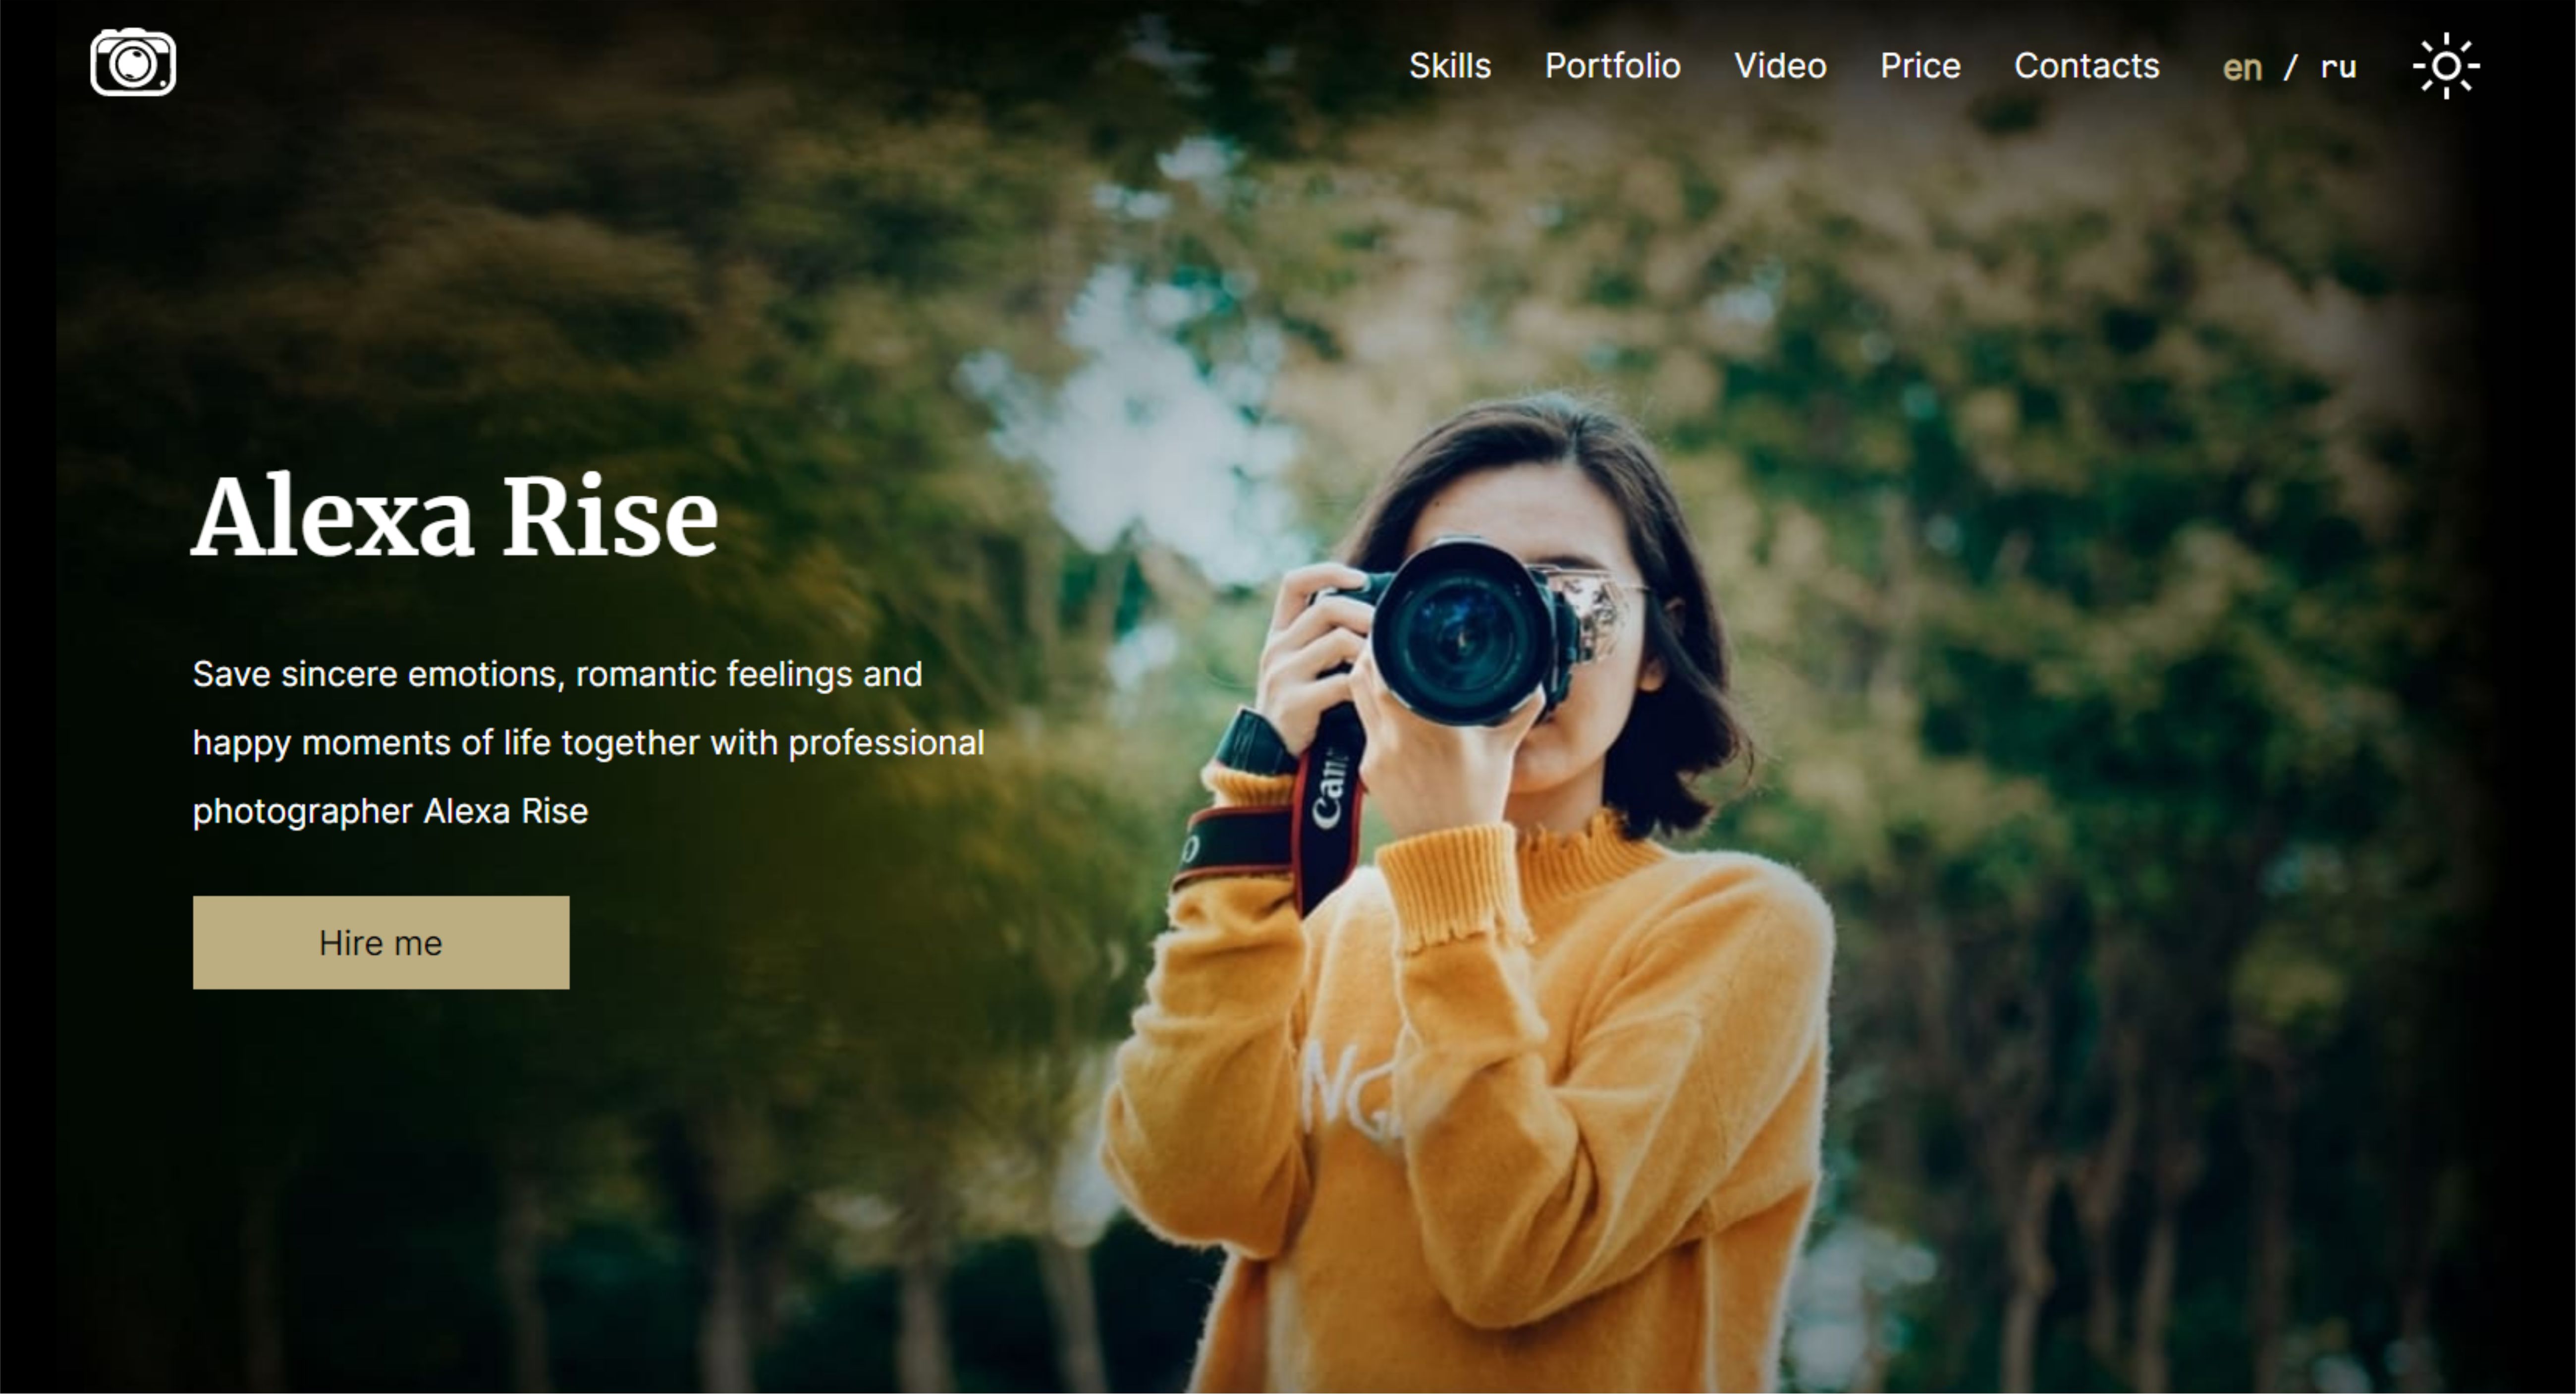 Skills Portfolio Video Price Contacts en / ru
Alexa Rise
Save sincere emotions, romantic feelings and
happy moments of life together with professional
photographer Alexa Rise
Hire me